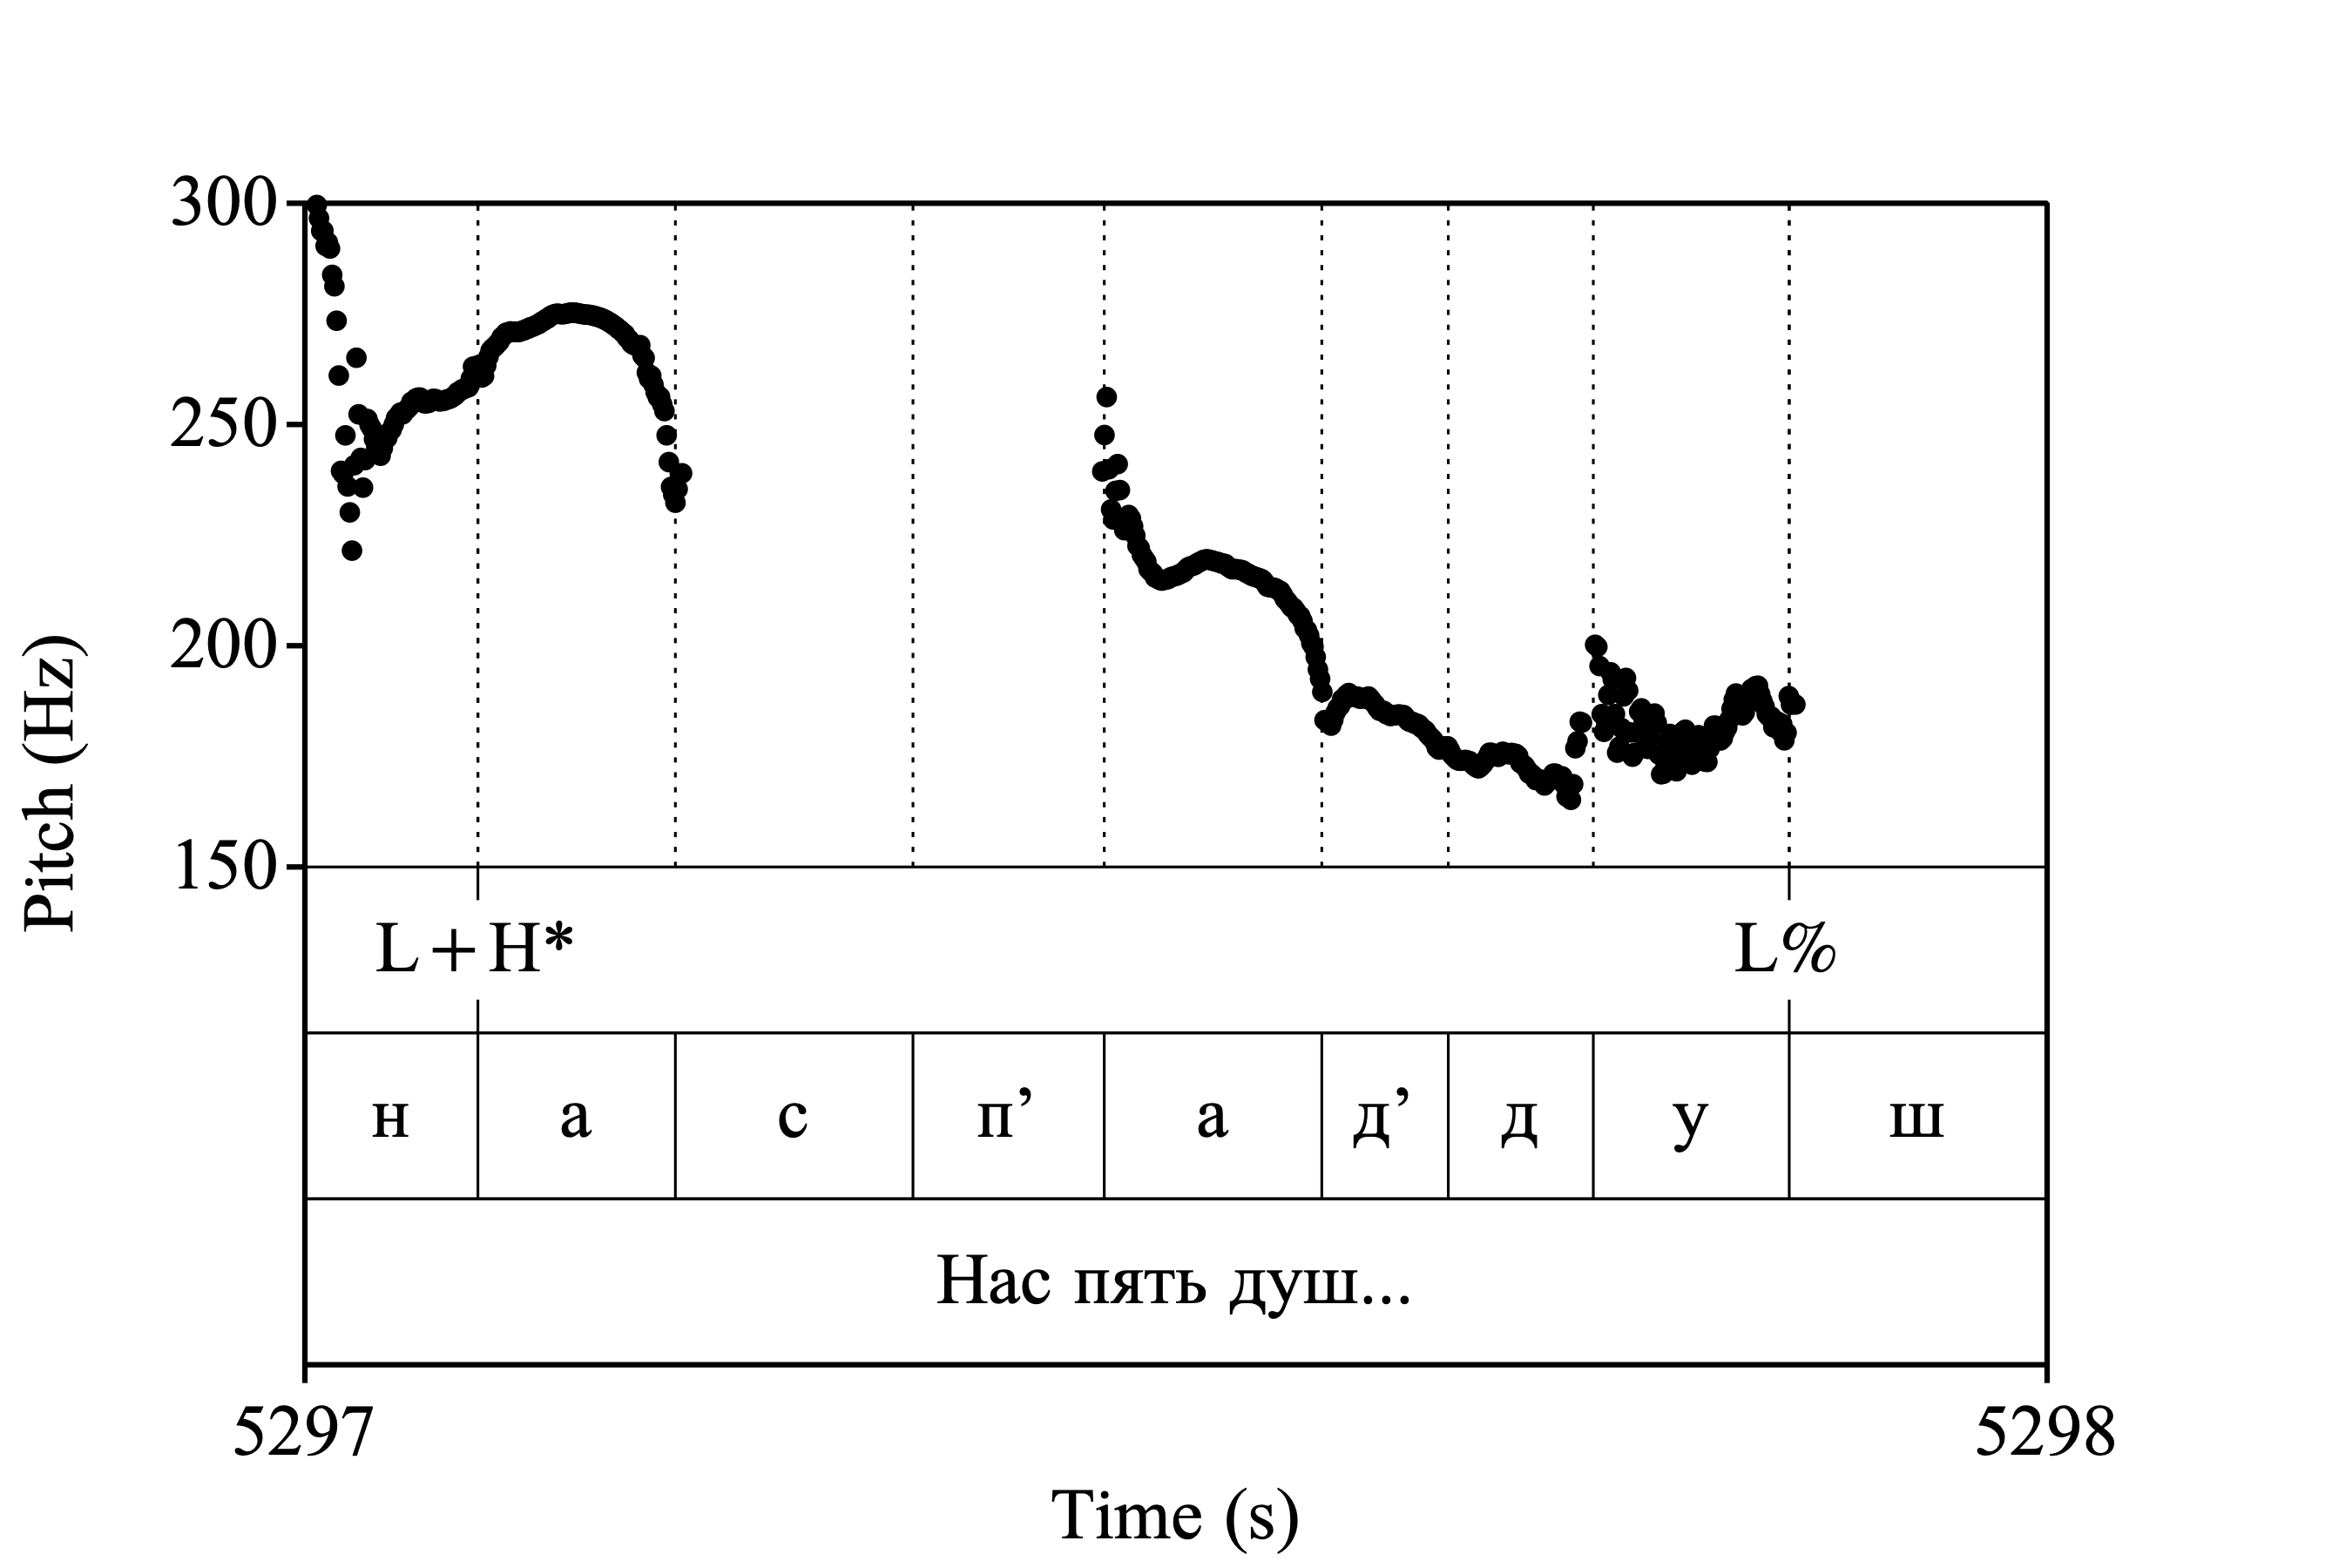 300
250
200
150
Pitch (Hz)
L + H* L%
н а с п’ а д’ д у ш
Нас пять душ...
5297 5298
Time (s)